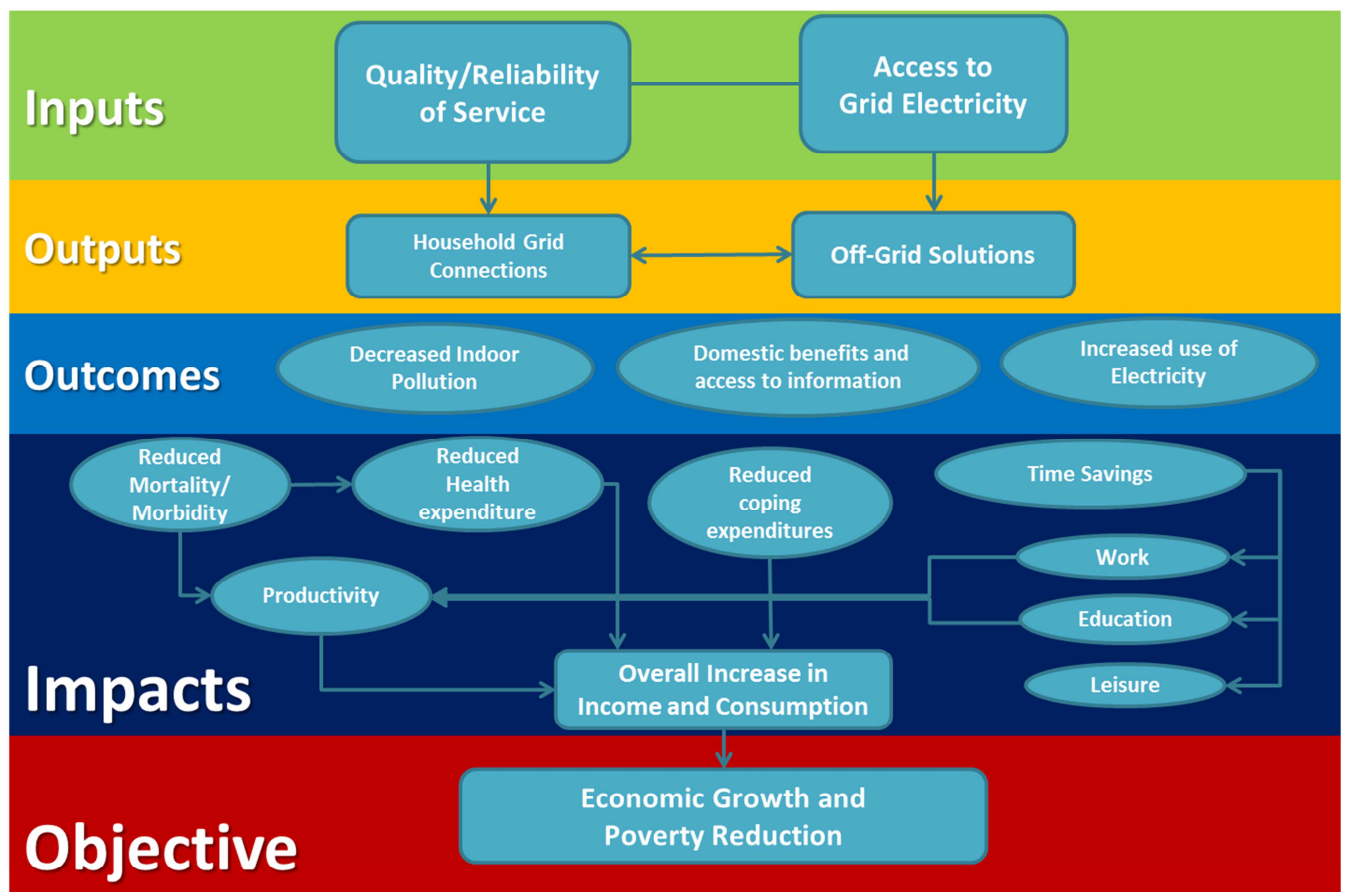 Inputs
Quality/Reliability
of Service
Access to
Grid Electricity
Outputs
Household Grid
Connections
Off-Grid Solutions
Outcomes
Decreased Indoor
Pollution
Domestic benefits and
access to information
Increased use of
Electricity
Impacts
Reduced
Mortality/
Morbidity
Reduced
Health
expenditure
Reduced
coping
expenditures
Time Savings
Work
Productivity
Education
Leisure
Overall Increase in
Income and Consumption
Objective
Economic Growth and
Poverty Reduction